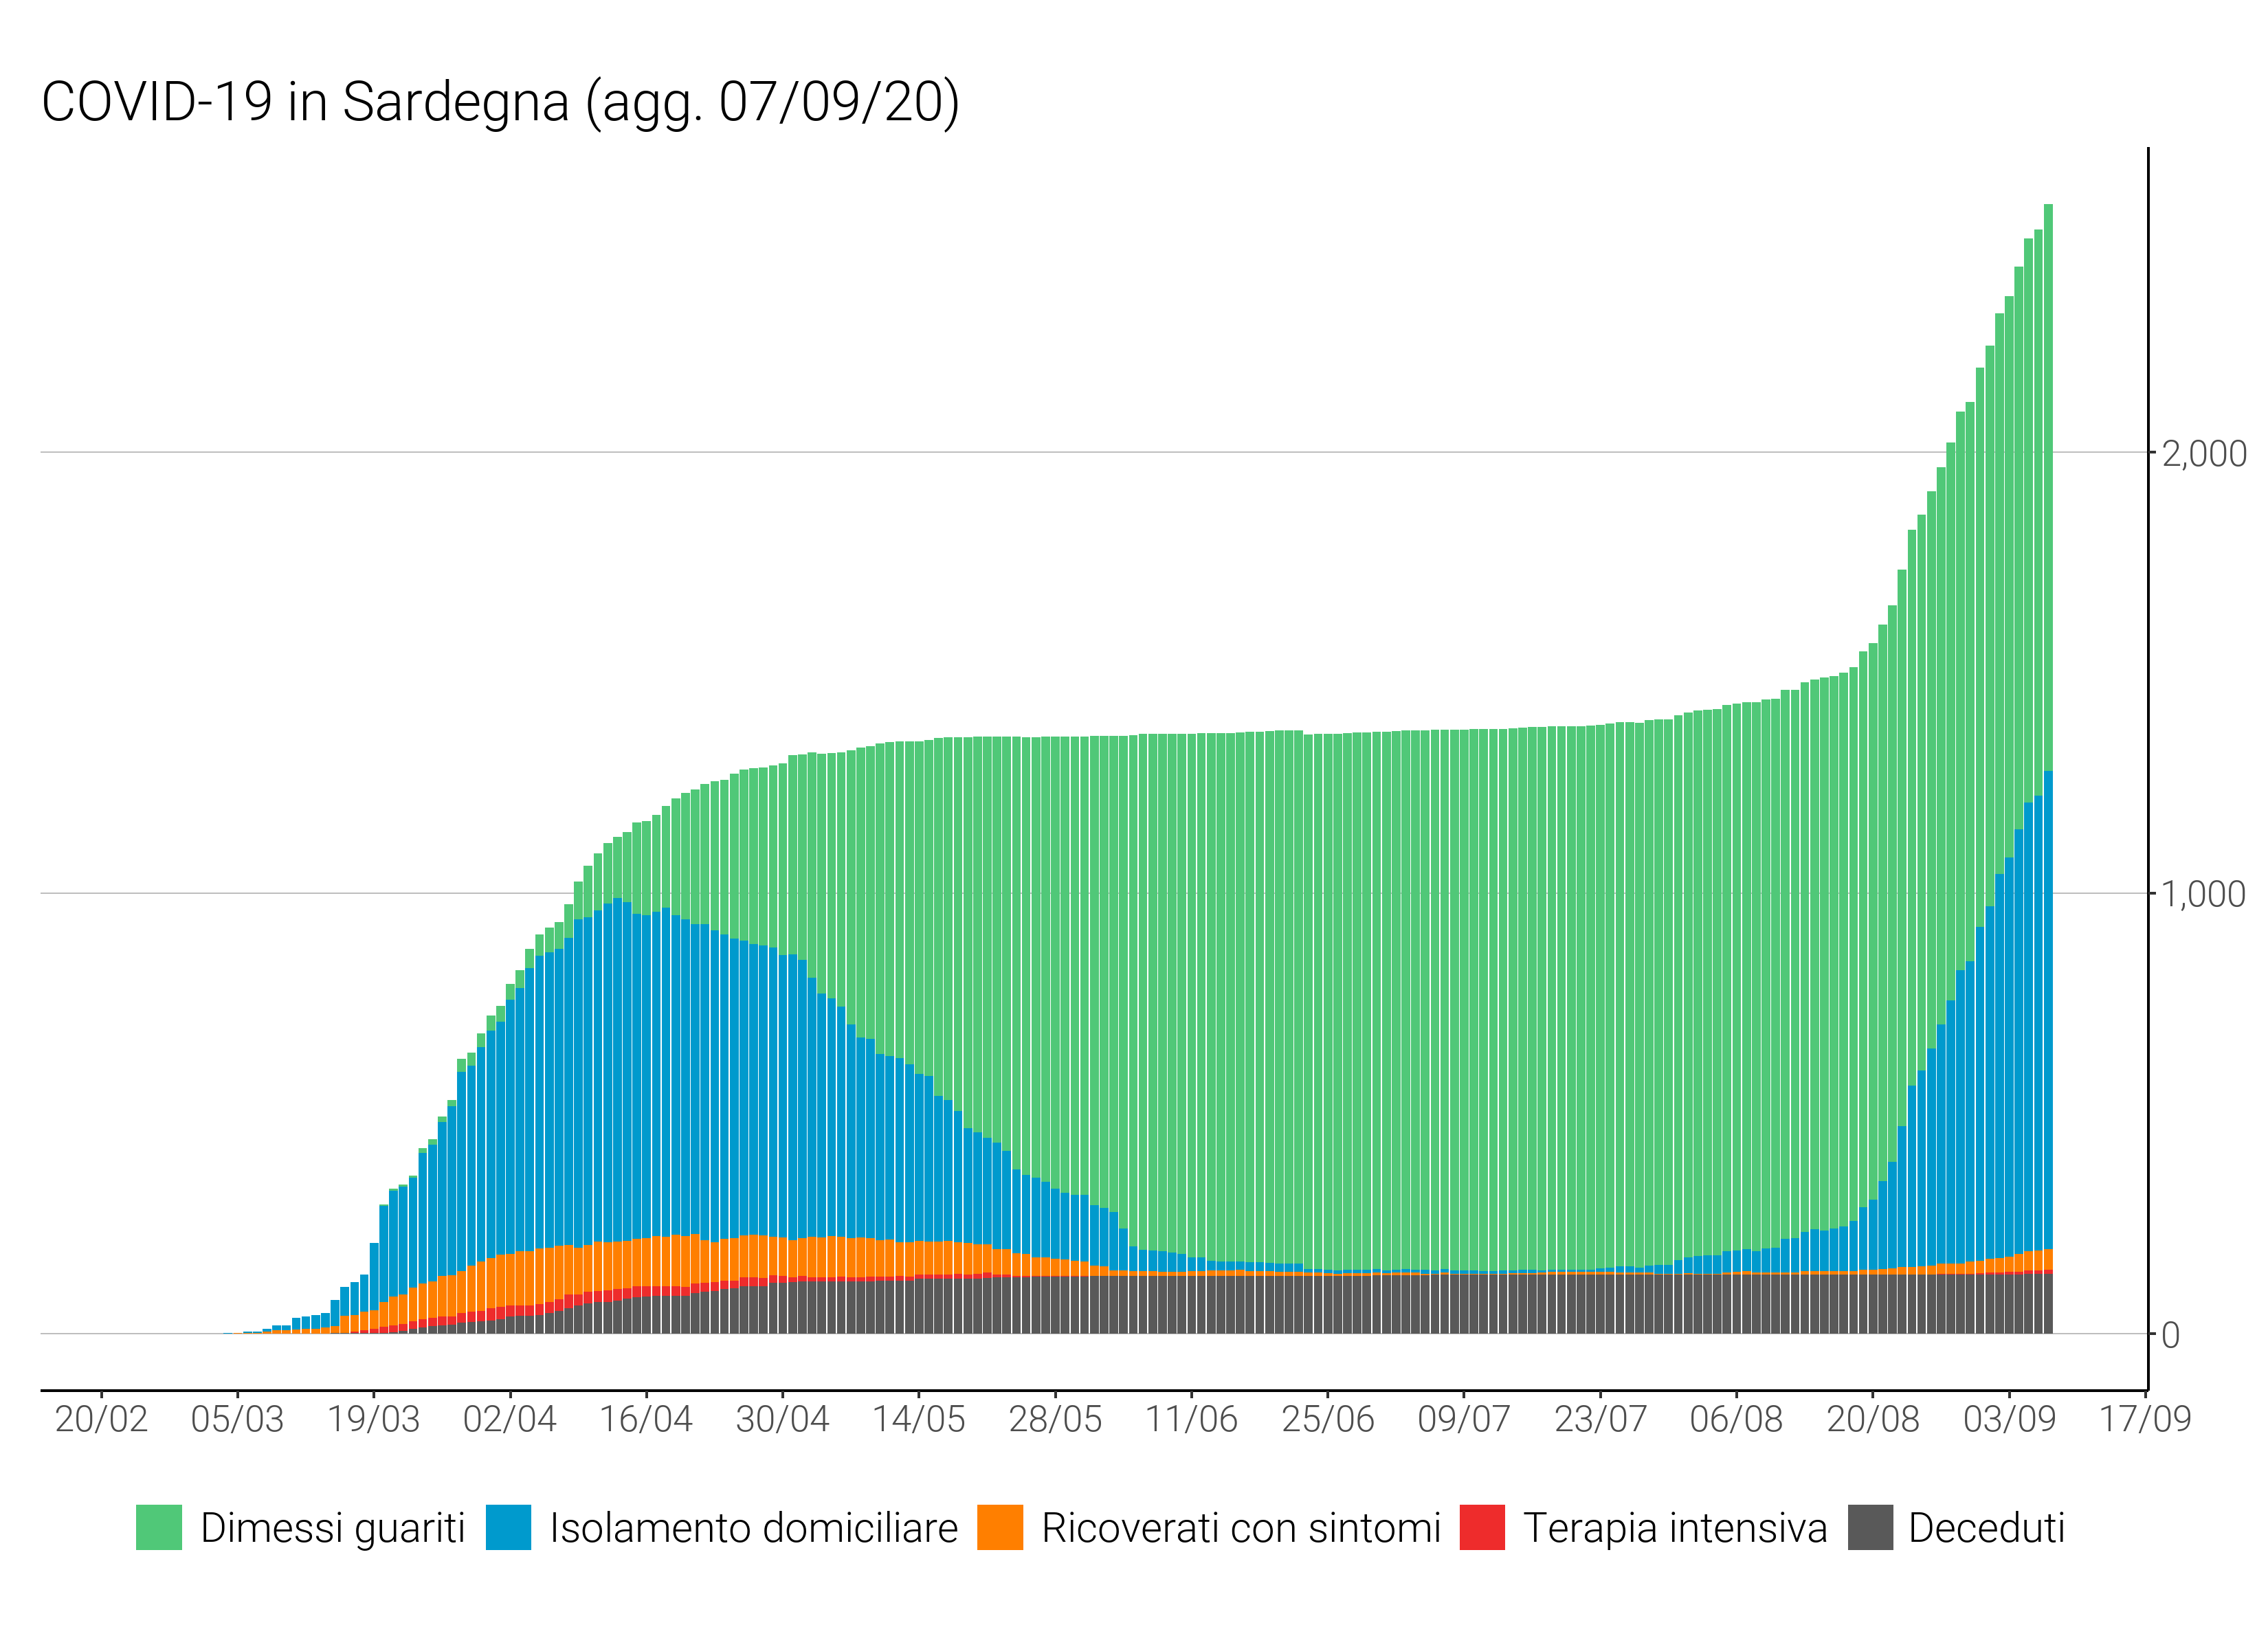 COVID-19 in Sardegna (agg. 07/09/20)
2,000
1,000
0
20/02 05/03 19/03 02/04 16/04 30/04 14/05 28/05 11/06 25/06 09/07 23/07 06/08 20/08 03/09 17/09
Dimessi guariti Isolamento domiciliare Ricoverati con sintomi Terapia intensiva Deceduti